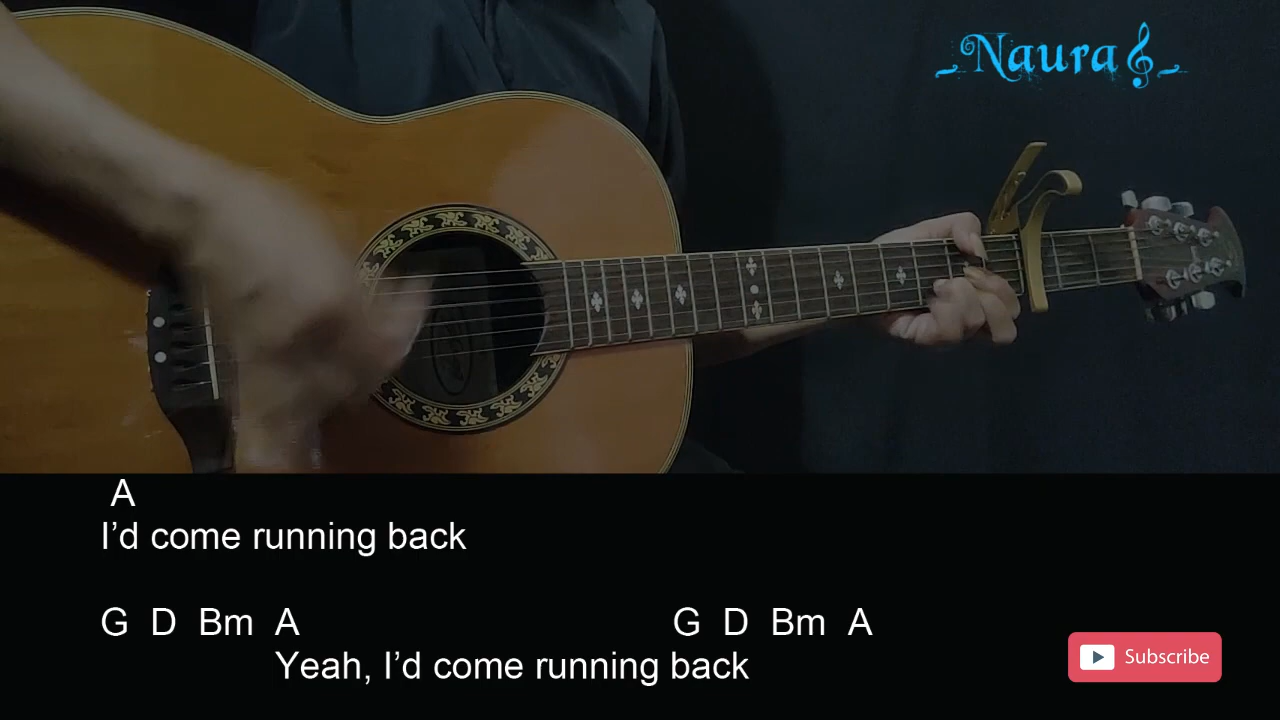 Naura
A
I’d come running back
G D Bm A G D Bm A
Yeah, I’d come running back
Subscribe